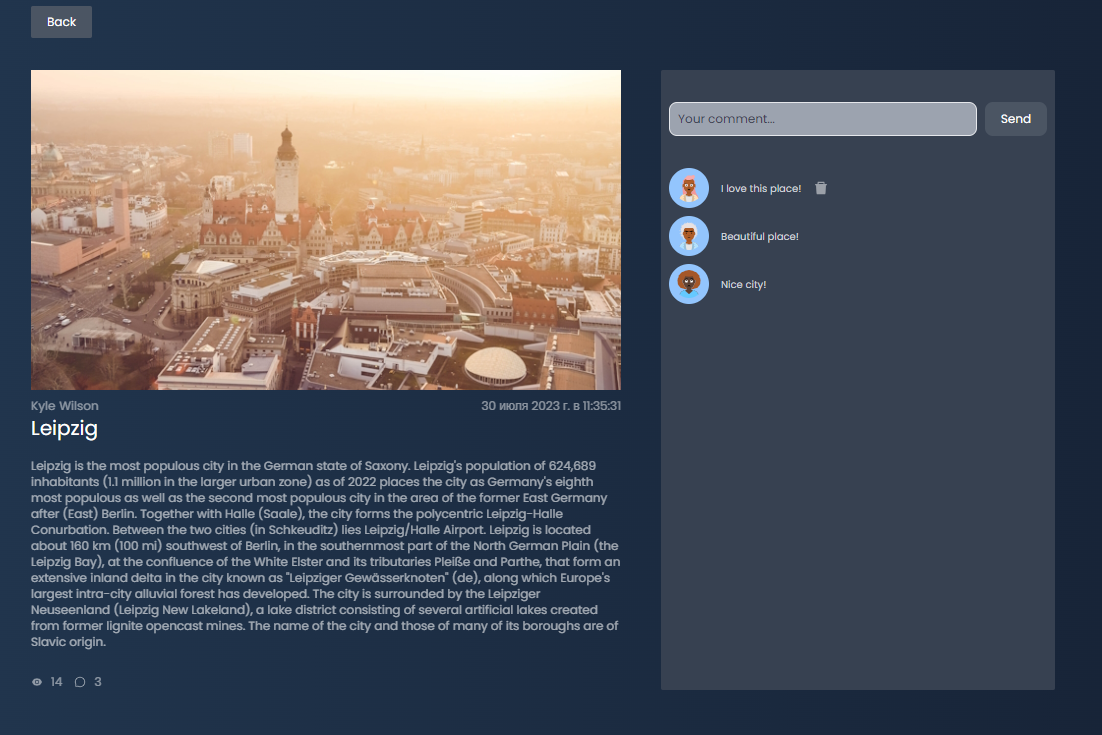 Back
Kyle Wilson 30 июля 2023 г. в 11:35:31
Leipzig
Leipzig is the most populous city in the German state of Saxony. Leipzig's population of 624,689
inhabitants (1.1 million in the larger urban zone) as of 2022 places the city as Germany's eighth
most populous as well as the second most populous city in the area of the former East Germany
after (East) Berlin. Together with Halle (Saale), the city forms the polycentric Leipzig-Halle
Conurbation. Between the two cities (in Schkeuditz) lies Leipzig/Halle Airport. Leipzig is located
about 160 km (100 mi) southwest of Berlin, in the southernmost part of the North German Plain (the
Leipzig Bay), at the confluence of the White Elster and its tributaries Pleiße and Parthe, that form an
extensive inland delta in the city known as "Leipziger Gewässerknoten" (de), along which Europe's
largest intra-city alluvial forest has developed. The city is surrounded by the Leipziger
Neuseenland (Leipzig New Lakeland), a lake district consisting of several artificial lakes created
from former lignite opencast mines. The name of the city and those of many of its boroughs are of
Slavic origin.
14 3
Your comment... Send
I love this place!
Beautiful place!
Nice city!